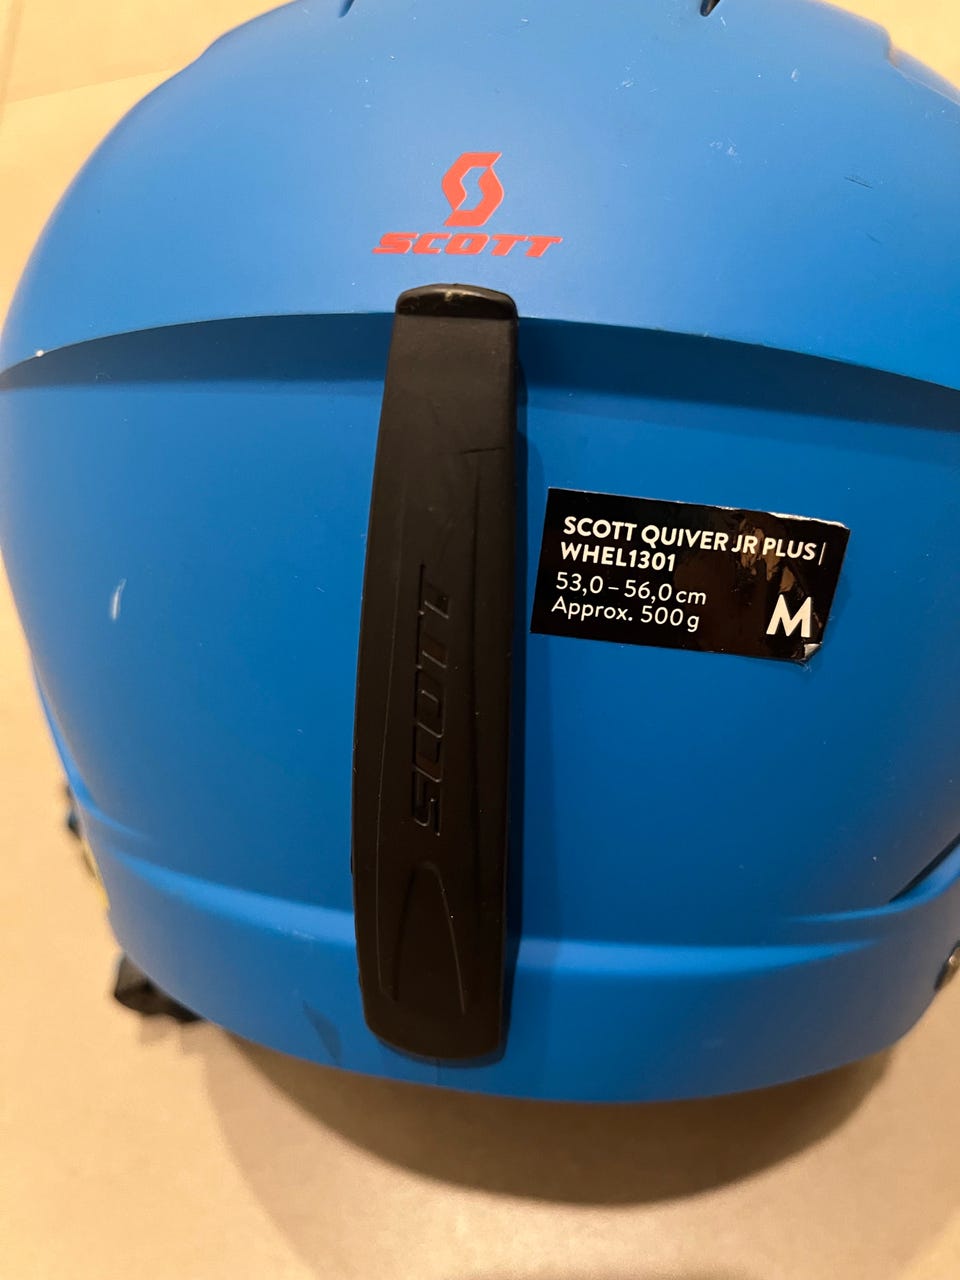 SCOTT
SCOTT
SCOTT QUIVER JR PLUS |
WHEL1301
53,0 – 56,0 cm
Approx. 500 g
M